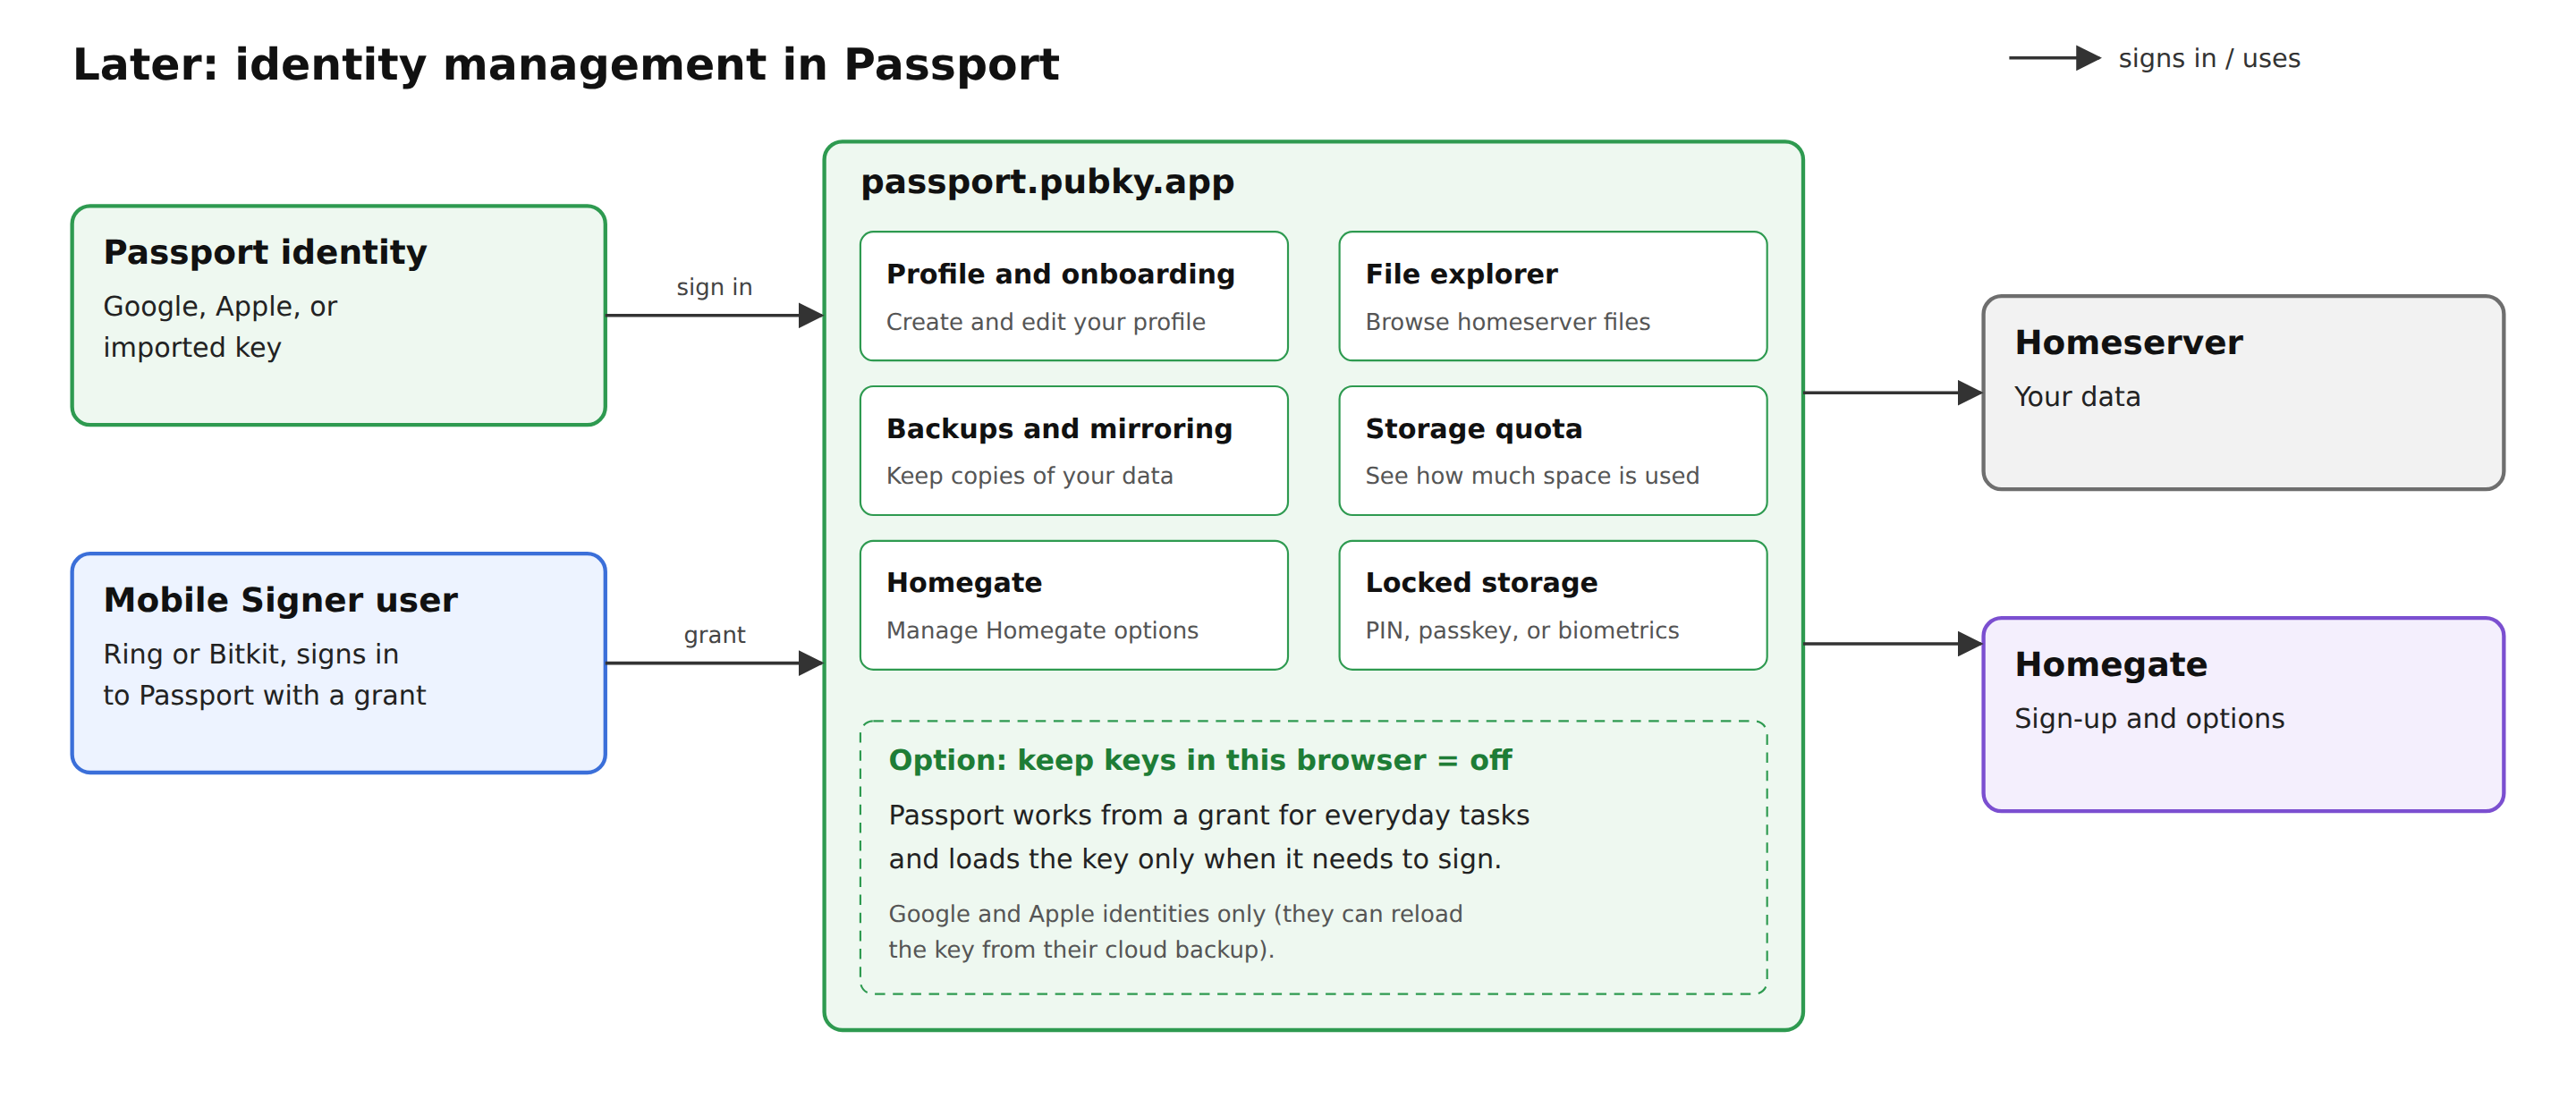 Later: identity management in Passport
signs in / uses
Passport identity
Google, Apple, or
imported key
sign in
Mobile Signer user
Ring or Bitkit, signs in
to Passport with a grant
grant
passport.pubky.app
Profile and onboarding
Create and edit your profile
File explorer
Browse homeserver files
Backups and mirroring
Keep copies of your data
Storage quota
See how much space is used
Homegate
Manage Homegate options
Locked storage
PIN, passkey, or biometrics
Option: keep keys in this browser = off
Passport works from a grant for everyday tasks
and loads the key only when it needs to sign.
Google and Apple identities only (they can reload
the key from their cloud backup).
Homeserver
Your data
Homegate
Sign-up and options